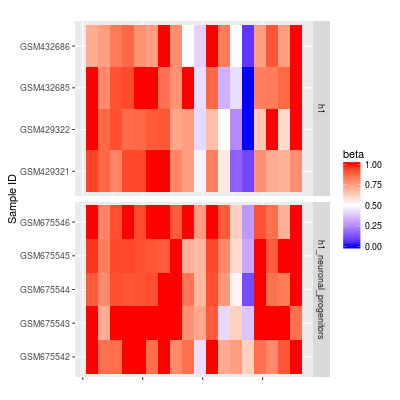 GSM432686
GSM432685
GSM429322
GSM429321
h1
GSM675546
GSM675545
GSM675544
GSM675543
GSM675542
h1_neuronal_progenitors
Sample ID
beta
1.00
0.75
0.50
0.25
0.00